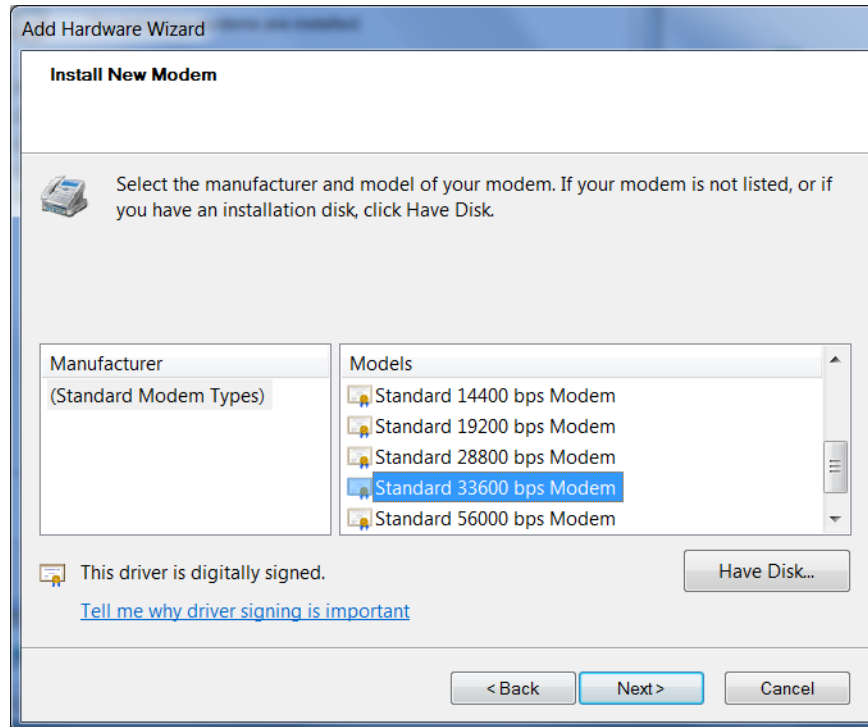 Add Hardware Wizard
Install New Modem
Select the manufacturer and model of your modem. If your modem is not listed, or if
you have an installation disk, click Have Disk.
Manufacturer
(Standard Modem Types)
Models
Standard 14400 bps Modem
Standard 19200 bps Modem
Standard 28800 bps Modem
Standard 33600 bps Modem
Standard 56000 bps Modem
This driver is digitally signed.
Have Disk...
Tell me why driver signing is important
< Back
Next >
Cancel